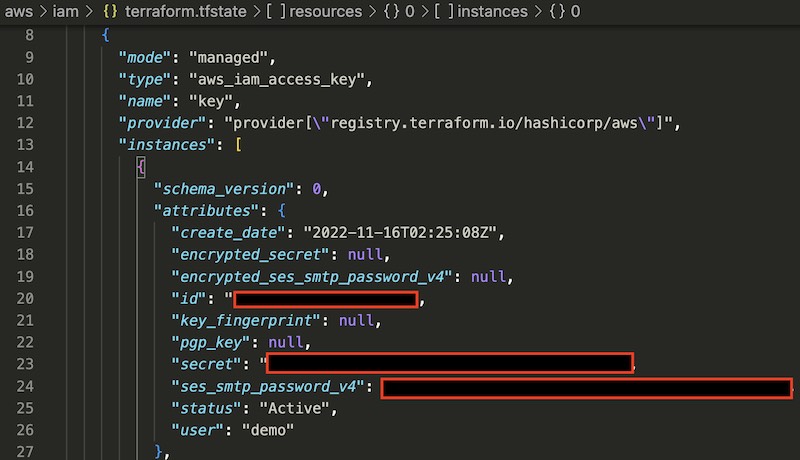 aws > iam > {} terraform.tfstate > [ ] resources > {} 0 > [ ] instances > {} 0
8 {
9 "mode": "managed",
10 "type": "aws_iam_access_key",
11 "name": "key",
12 "provider": "provider[\"registry.terraform.io/hashicorp/aws\"]",
13 "instances": [
14 {
15 "schema_version": 0,
16 "attributes": {
17 "create_date": "2022-11-16T02:25:08Z",
18 "encrypted_secret": null,
19 "encrypted_ses_smtp_password_v4": null,
20 "id": " ,
21 "key_fingerprint": null,
22 "pgp_key": null,
23 "secret": " ,
24 "ses_smtp_password_v4": ,
25 "status": "Active",
26 "user": "demo"
27 },